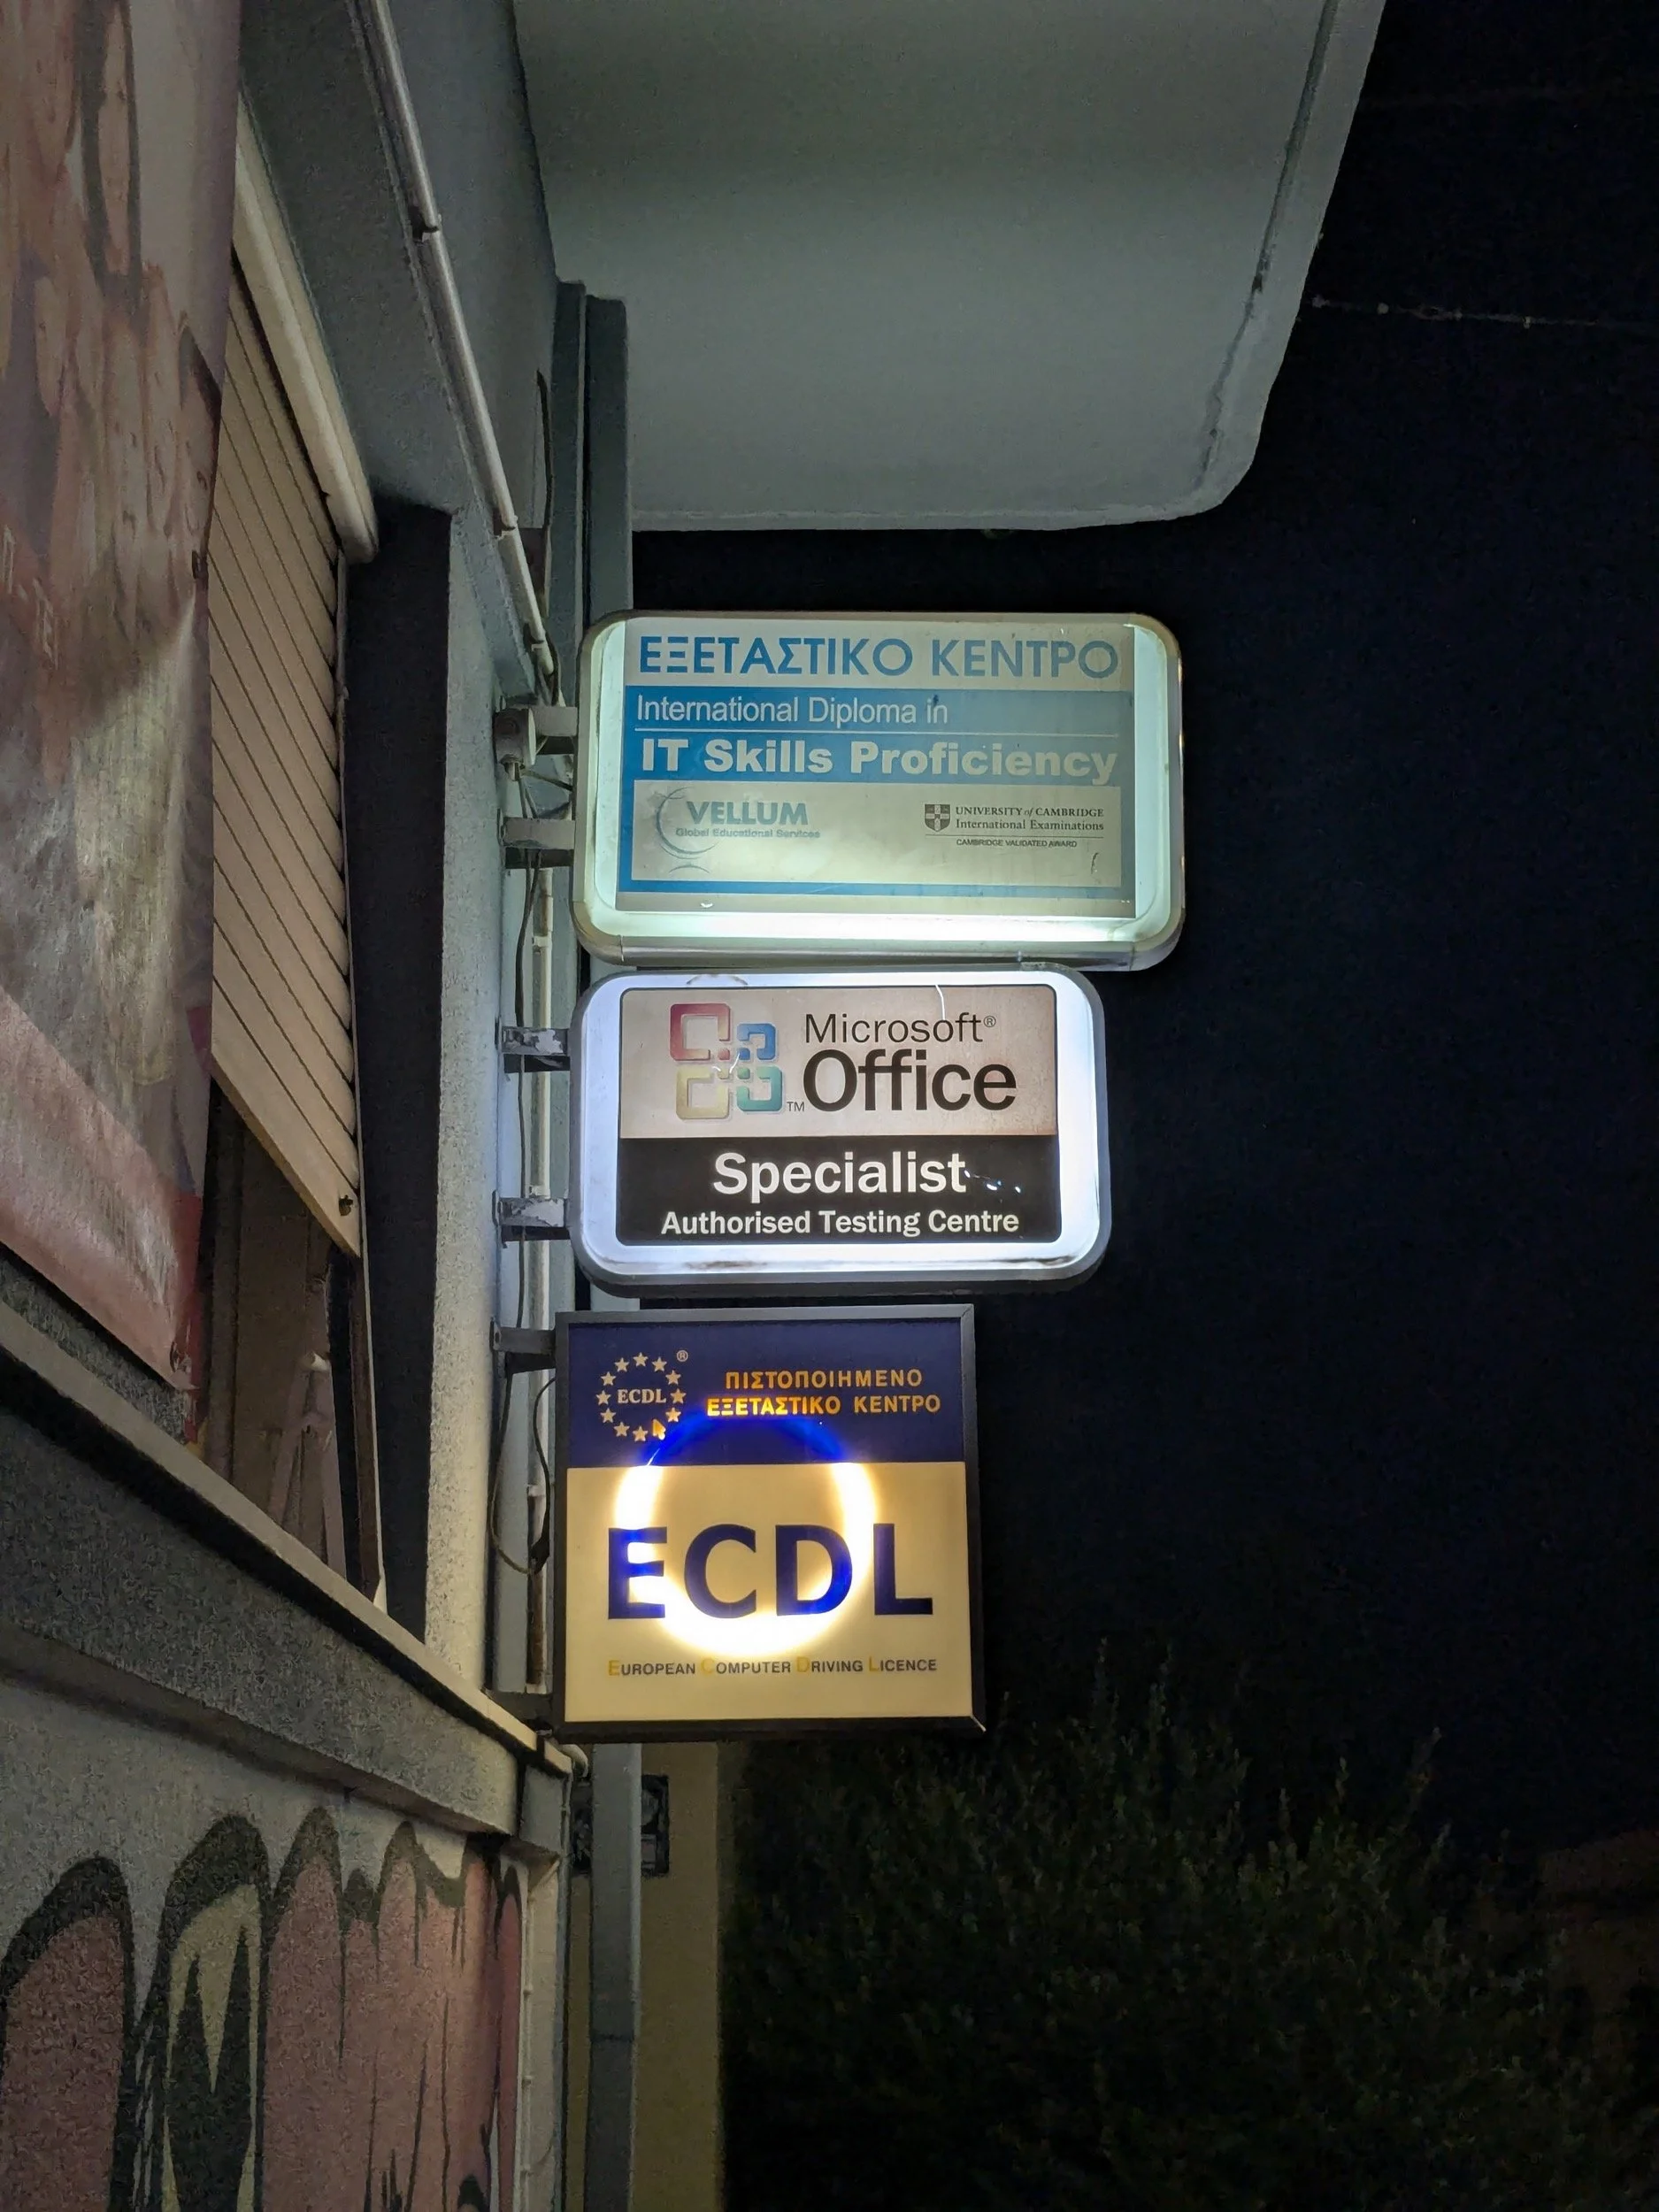 ΕΞΕΤΑΣΤΙΚΟ ΚΕΝΤΡΟ
International Diploma in
IT Skills Proficiency
VELLUM
Global Educational Services
UNIVERSITY of CAMBRIDGE
International Examinations
CAMBRIDGE VALIDATED AWARD
Microsoft®
Office
TM
Specialist
Authorised Testing Centre
ECDL ®
ΠΙΣΤΟΠΟΙΗΜΕΝΟ
ΕΞΕΤΑΣΤΙΚΟ ΚΕΝΤΡΟ
ECDL
EUROPEAN COMPUTER DRIVING LICENCE